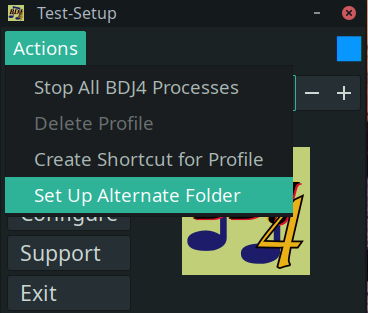 Test-Setup
Actions
Stop All BDJ4 Processes
Delete Profile
Create Shortcut for Profile
Set Up Alternate Folder
Configure
Support
Exit
4